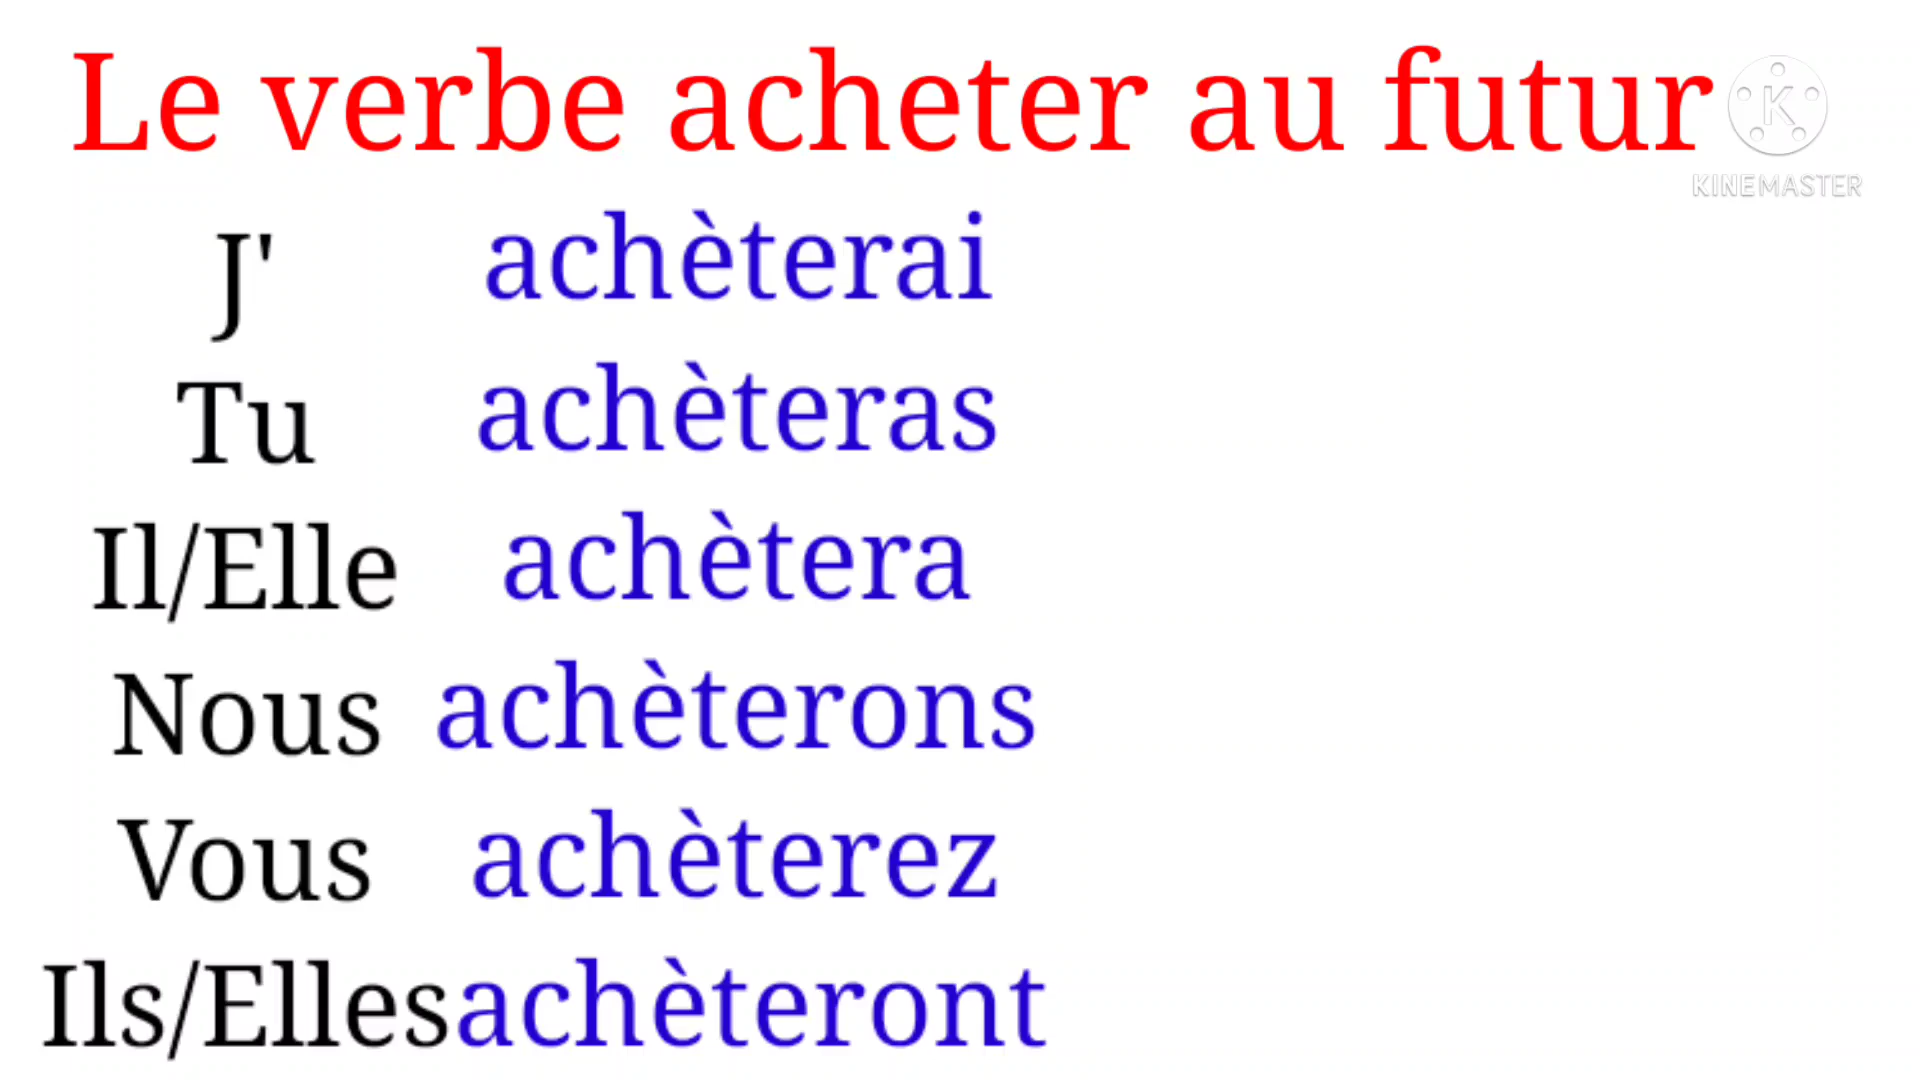 Le verbe acheter au futur
K
KINEMASTER
J' achèterai
Tu achèteras
Il/Elle achètera
Nous achèterons
Vous achèterez
Ils/Elles achèteront